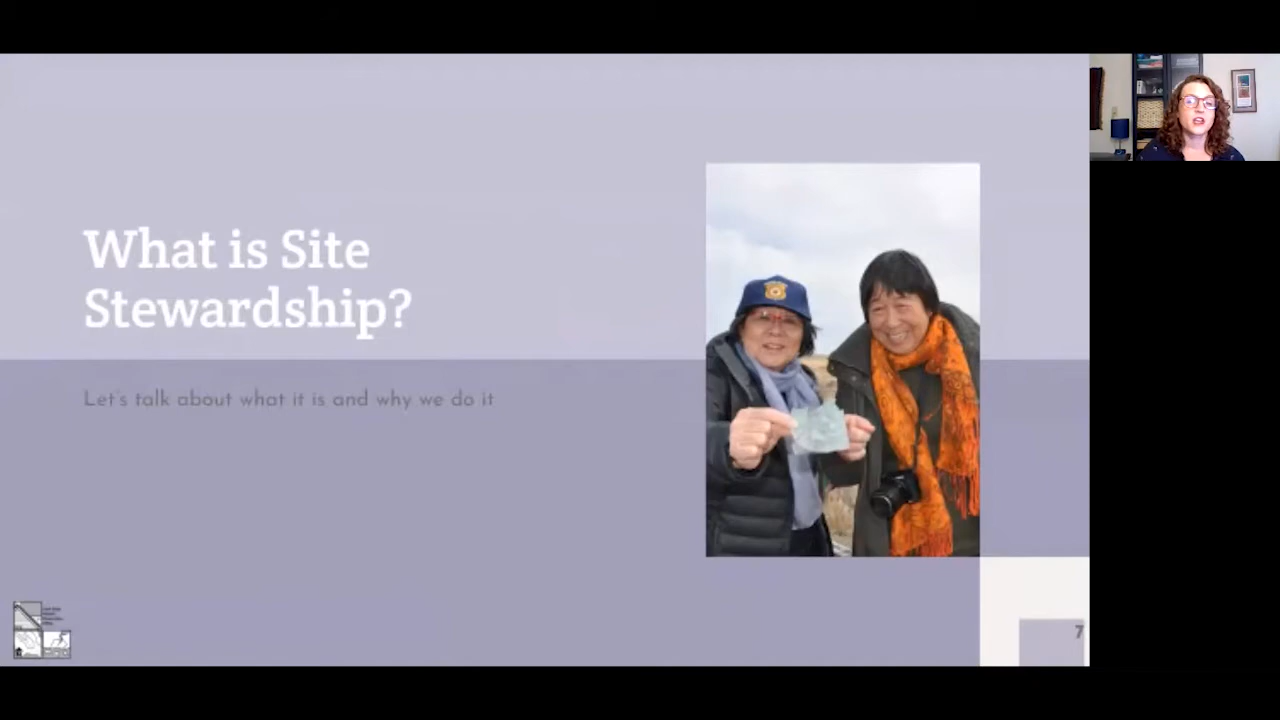 What is Site
Stewardship?
Let's talk about what it is and why we do it
7